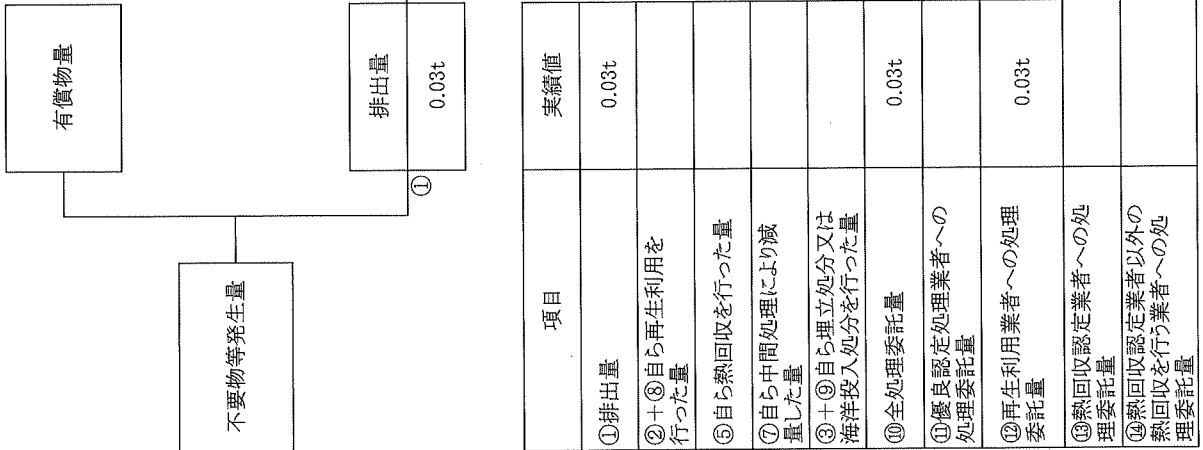 有償物量
不要物等発生量
排出量
①
0.03t
項目
実績値
①排出量
0.03t
②+⑧自ら再生利用を
行った量
⑤自ら熱回収を行った量
⑦自ら中間処理により減
量した量
③+⑨自ら埋立処分又は
海洋投入処分を行った量
⑩全処理委託量
0.03t
⑪優良認定処理業者への
処理委託量
⑫再生利用業者への処理
委託量
0.03t
⑬熱回収認定業者への処
理委託量
⑭熱回収認定業者以外の
熱回収を行う業者への処
理委託量